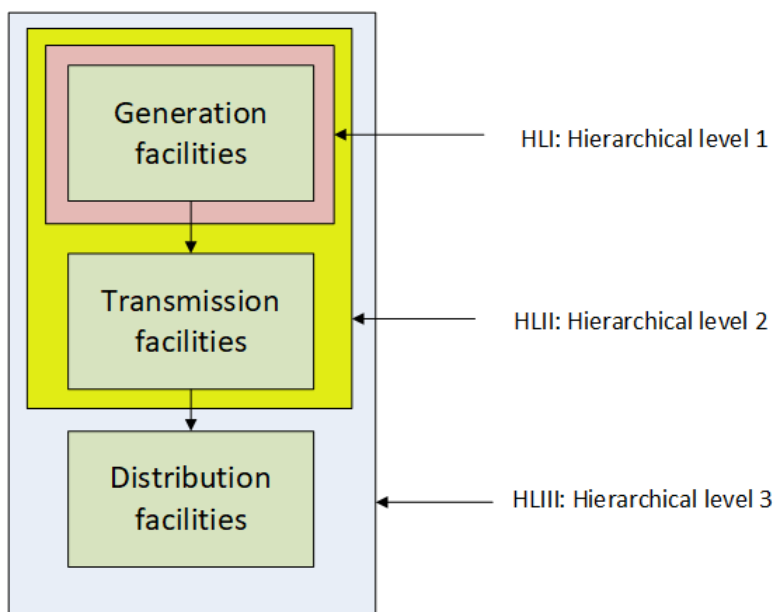 Generation
facilities
HLI: Hierarchical level 1
Transmission
facilities
HLII: Hierarchical level 2
Distribution
facilities
HLIII: Hierarchical level 3